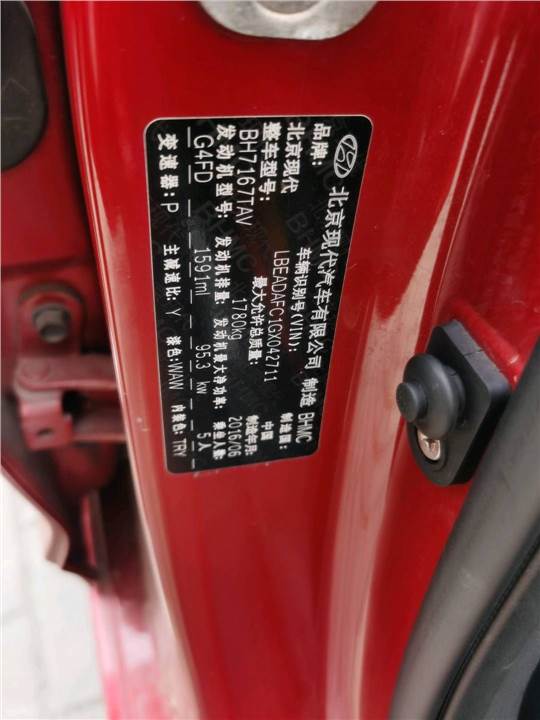 北京现代汽车有限公司 制造 BHMC
品牌: 车辆识别号(VIN): 制造国:
北京现代 LBEADAFC1GX042711 中国
整车型号: 最大允许总质量: 制造年月:
BH7167TAW 1780kg 2016/06
发动机型号: 发动机排量: 发动机最大净功率: 乘坐人数:
G4FD 1591ml 95.3 kw 5人
变速器: P 主减速比: Y 漆色: WAW 内装色: TRY